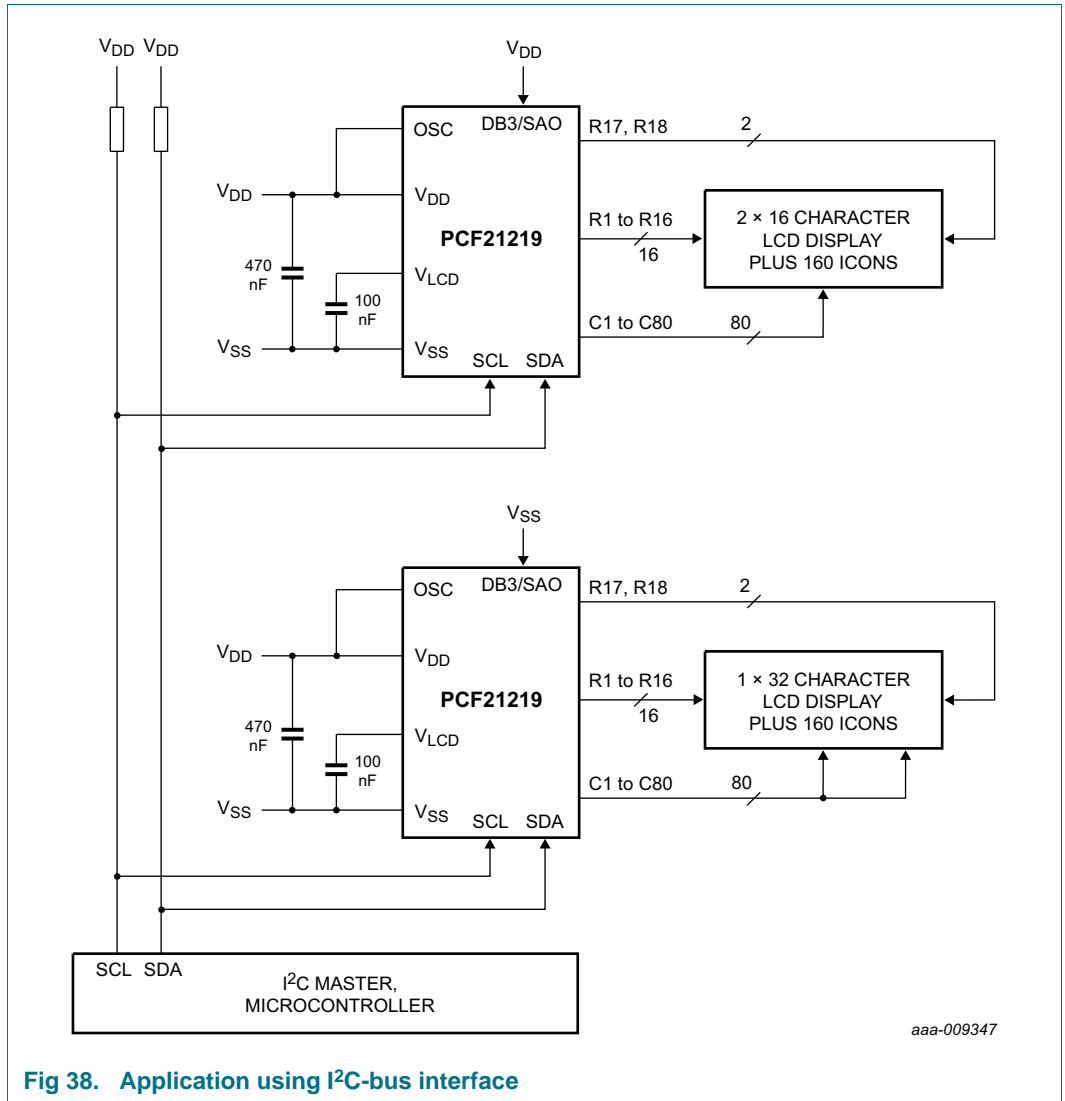 VDD VDD
VDD
OSC
DB3/SAO
R17, R18
2
VDD
VDD
PCF21219
R1 to R16
16
2 × 16 CHARACTER
LCD DISPLAY
PLUS 160 ICONS
470
nF
VLCD
100
nF
C1 to C80
80
VSS
VSS
SCL SDA
VSS
OSC
DB3/SAO
R17, R18
2
VDD
VDD
PCF21219
R1 to R16
16
1 × 32 CHARACTER
LCD DISPLAY
PLUS 160 ICONS
470
nF
VLCD
100
nF
C1 to C80
80
VSS
VSS
SCL SDA
SCL SDA
I²C MASTER,
MICROCONTROLLER
aaa-009347
Fig 38. Application using I²C-bus interface